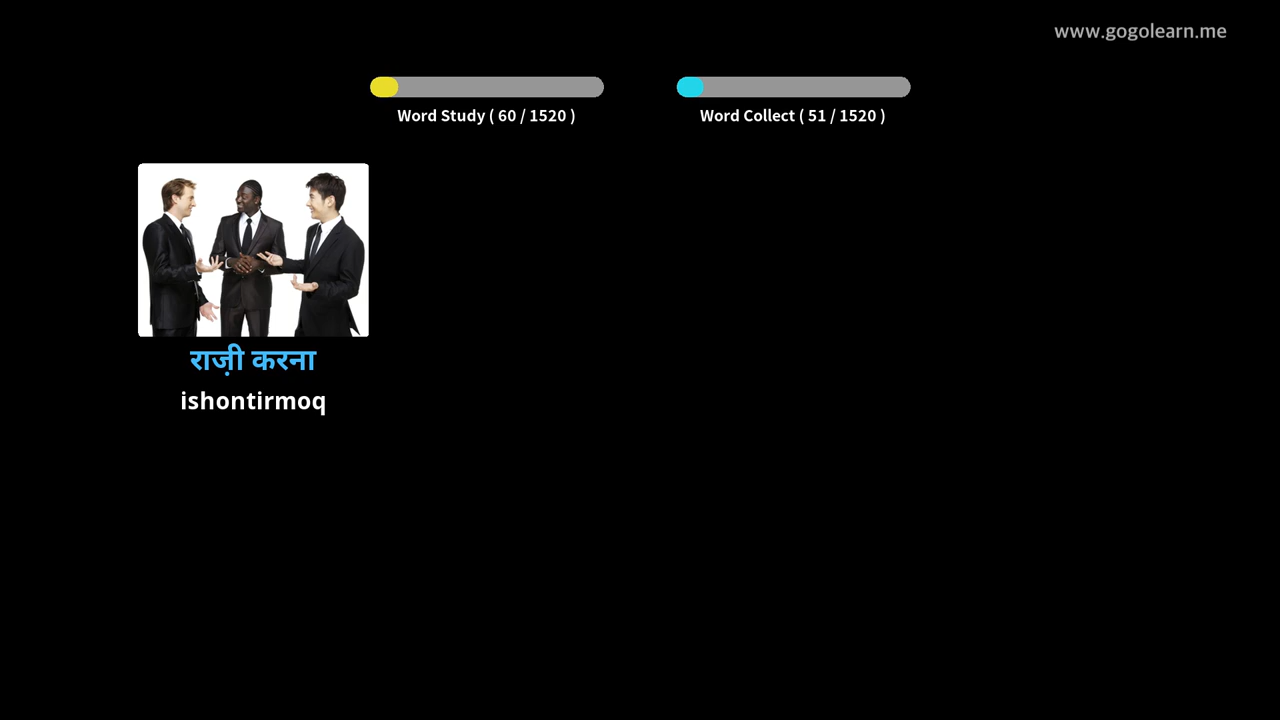 www.gogolearn.me
Word Study ( 60 / 1520 )
Word Collect ( 51 / 1520 )
राज़ी करना
ishontirmoq